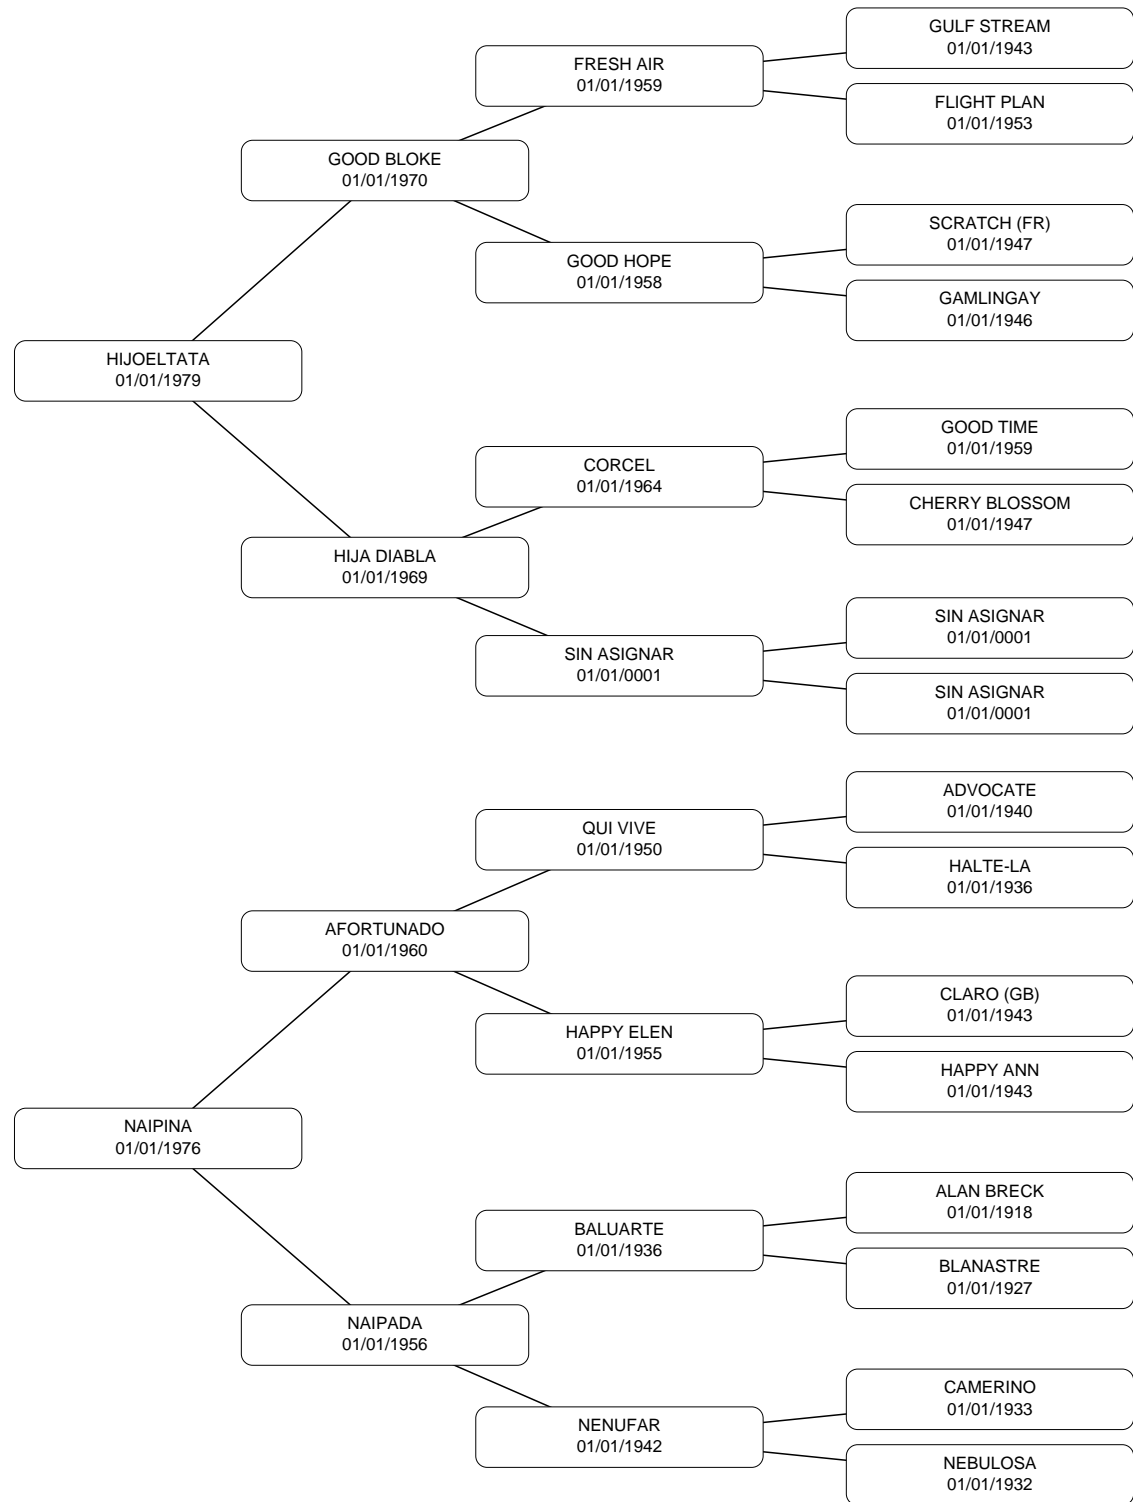 GULF STREAM
01/01/1943
FRESH AIR
01/01/1959
FLIGHT PLAN
01/01/1953
GOOD BLOKE
01/01/1970
SCRATCH (FR)
01/01/1947
GOOD HOPE
01/01/1958
GAMLINGAY
01/01/1946
HIJOELTATA
01/01/1979
GOOD TIME
01/01/1959
CORCEL
01/01/1964
CHERRY BLOSSOM
01/01/1947
HIJA DIABLA
01/01/1969
SIN ASIGNAR
01/01/0001
SIN ASIGNAR
01/01/0001
SIN ASIGNAR
01/01/0001
ADVOCATE
01/01/1940
QUI VIVE
01/01/1950
HALTE-LA
01/01/1936
AFORTUNADO
01/01/1960
CLARO (GB)
01/01/1943
HAPPY ELEN
01/01/1955
HAPPY ANN
01/01/1943
NAIPINA
01/01/1976
ALAN BRECK
01/01/1918
BALUARTE
01/01/1936
BLANASTRE
01/01/1927
NAIPADA
01/01/1956
CAMERINO
01/01/1933
NENUFAR
01/01/1942
NEBULOSA
01/01/1932